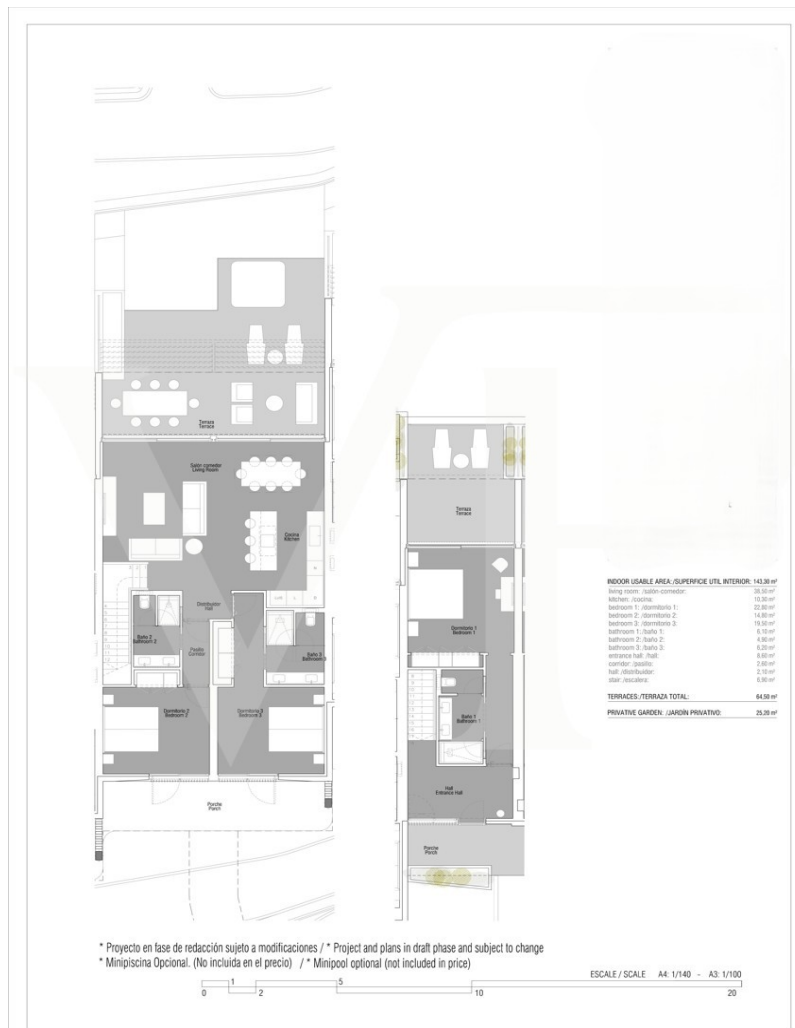 Terraza
Terrace
Salón comedor
Living Room
Cocina
Kitchen
Distribuidor
Hall
Baño 2
Bathroom 2
Pasillo
Corridor
Baño 3
Bathroom 3
Dormitorio 2
Bedroom 2
Dormitorio 3
Bedroom 3
Porche
Porch
Terraza
Terrace
Dormitorio 1
Bedroom 1
Baño 1
Bathroom 1
Hall
Entrance Hall
Porche
Porch
INDOOR USABLE AREA:/SUPERFICIE UTIL INTERIOR: 143,30 m²
living room: /salón-comedor: 38,50 m²
kitchen: /cocina: 10,30 m²
bedroom 1: /dormitorio 1: 22,80 m²
bedroom 2: /dormitorio 2: 14,80 m²
bedroom 3: /dormitorio 3: 19,50 m²
bathroom 1: /baño 1: 6,10 m²
bathroom 2: /baño 2: 4,90 m²
bathroom 3: /baño 3: 6,20 m²
entrance hall: /hall: 8,60 m²
corridor: /pasillo: 2,60 m²
hall: /distribuidor: 2,10 m²
stair: /escalera: 6,90 m²
TERRACES:/TERRAZA TOTAL: 64,50 m²
PRIVATIVE GARDEN: /JARDÍN PRIVATIVO: 25,20 m²
* Proyecto en fase de redacción sujeto a modificaciones / * Project and plans in draft phase and subject to change
* Minipiscina Opcional. (No incluida en el precio) / * Minipool optional (not included in price)
ESCALE / SCALE A4: 1/140 - A3: 1/100
0 1 2 5 10 20